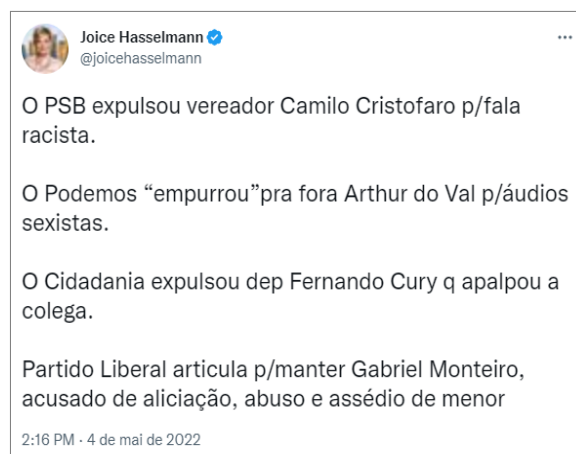 Joice Hasselmann
@joicehasselmann
O PSB expulsou vereador Camilo Cristofaro p/fala
racista.
O Podemos “empurrou”pra fora Arthur do Val p/áudios
sexistas.
O Cidadania expulsou dep Fernando Cury q apalpou a
colega.
Partido Liberal articula p/manter Gabriel Monteiro,
acusado de aliciação, abuso e assédio de menor
2:16 PM · 4 de mai de 2022